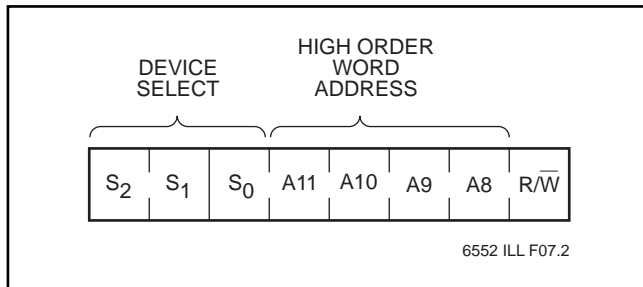 DEVICE
SELECT
HIGH ORDER
WORD
ADDRESS
S2 S1 S0 A11 A10 A9 A8 R/W̅
6552 ILL F07.2